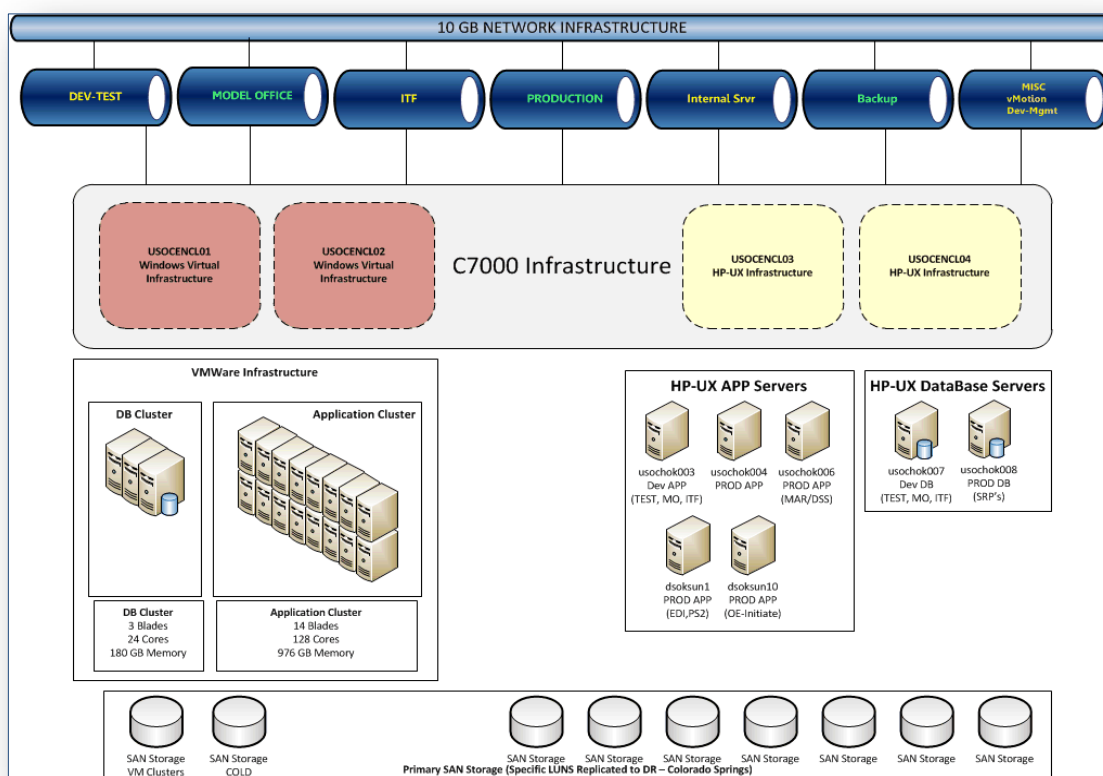 10 GB NETWORK INFRASTRUCTURE
DEV-TEST
MODEL OFFICE
ITF
PRODUCTION
Internal Srvr
Backup
MISC
vMotion
Dev-Mgmt
USOCENCL01
Windows Virtual
Infrastructure
USOCENCL02
Windows Virtual
Infrastructure
C7000 Infrastructure
USOCENCL03
HP-UX Infrastructure
USOCENCL04
HP-UX Infrastructure
VMWare Infrastructure
DB Cluster
Application Cluster
DB Cluster
3 Blades
24 Cores
180 GB Memory
Application Cluster
14 Blades
128 Cores
976 GB Memory
HP-UX APP Servers
usochok003
Dev APP
(TEST, MO, ITF)
usochok004
PROD APP
usochok006
PROD APP
(MAR/DSS)
dsoksun1
PROD APP
(EDI,PS2)
dsoksun10
PROD APP
(OE-Initiate)
HP-UX DataBase Servers
usochok007
Dev DB
(TEST, MO, ITF)
usochok008
PROD DB
(SRP's)
SAN Storage
VM Clusters
SAN Storage
COLD
SAN Storage
SAN Storage
SAN Storage
SAN Storage
SAN Storage
SAN Storage
SAN Storage
Primary SAN Storage (Specific LUNS Replicated to DR – Colorado Springs)